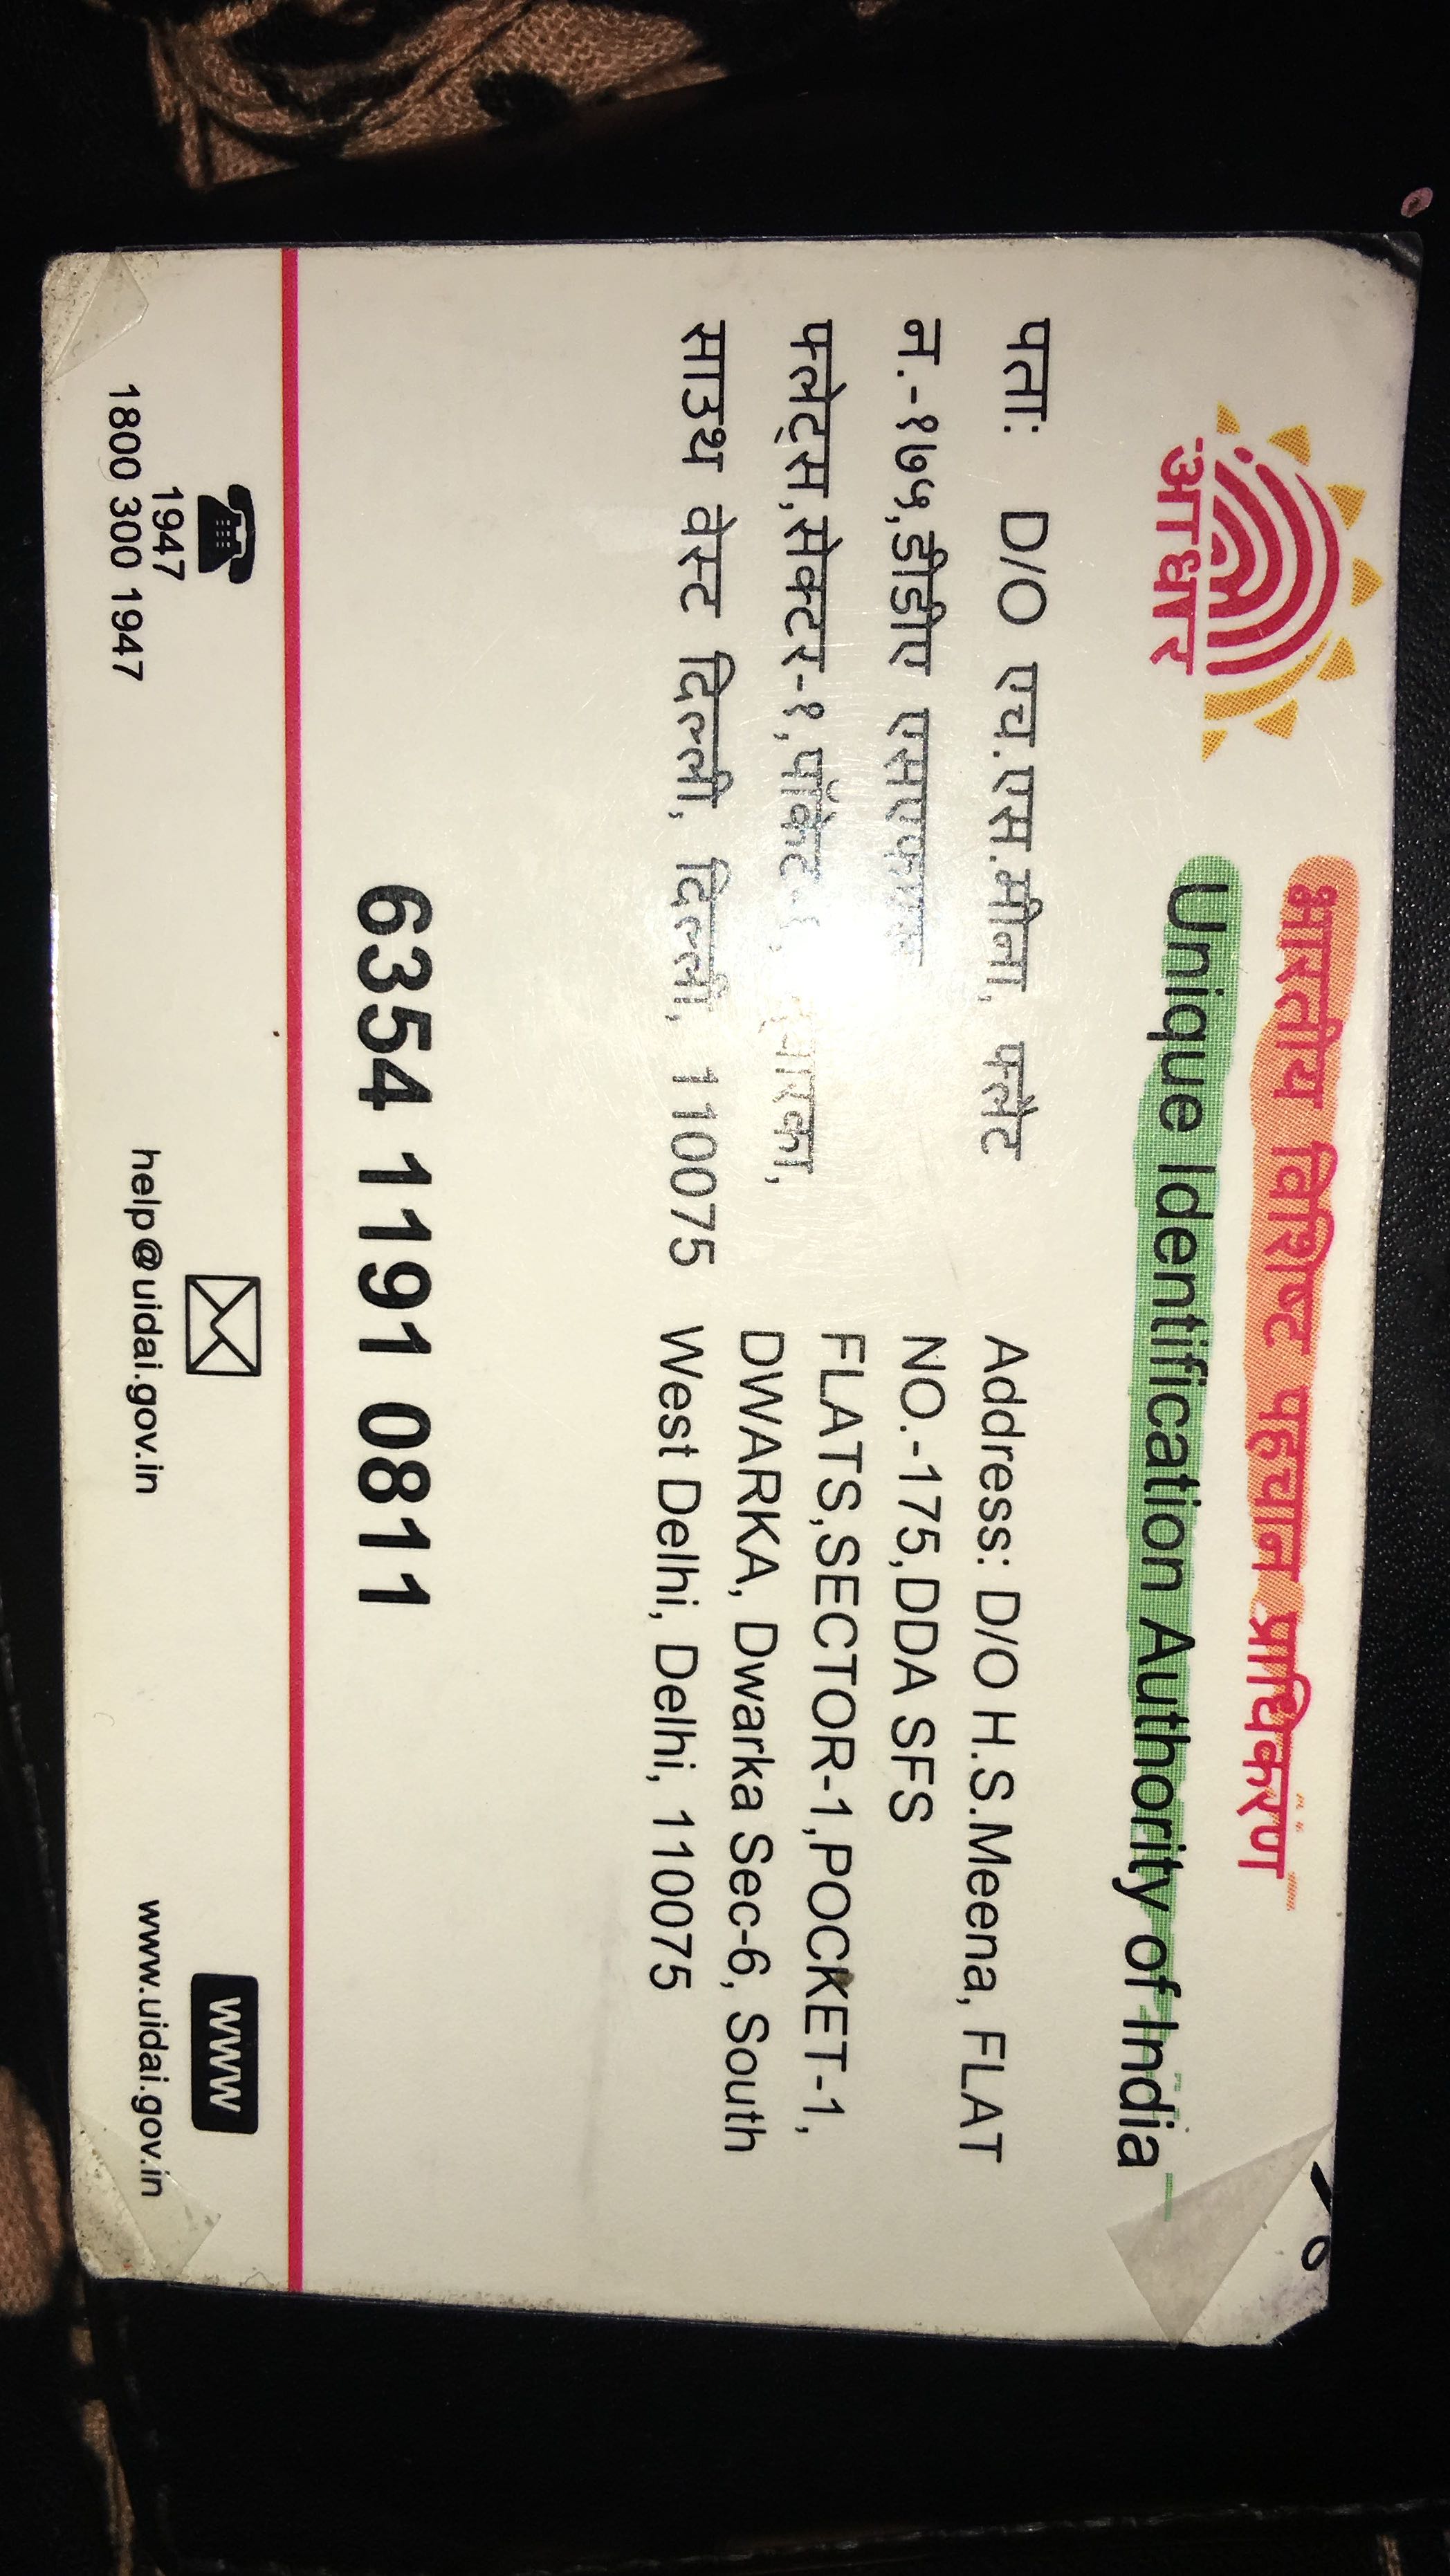 आधार
भारतीय विशिष्ट पहचान प्राधिकरण
Unique Identification Authority of India
पता: D/O एच.एस.मीना, फ्लैट
न.-१७५,डीडीए एसएफएस
फ्लेट्स,सेक्टर-१,पॉकेट द्वारका,
साउथ वेस्ट दिल्ली, दिल्ली, 110075
Address: D/O H.S.Meena, FLAT
NO.-175,DDA SFS
FLATS,SECTOR-1,POCKET-1,
DWARKA, Dwarka Sec-6, South
West Delhi, Delhi, 110075
6354 1191 0811
1947
1800 300 1947
help@uidai.gov.in
www
www.uidai.gov.in